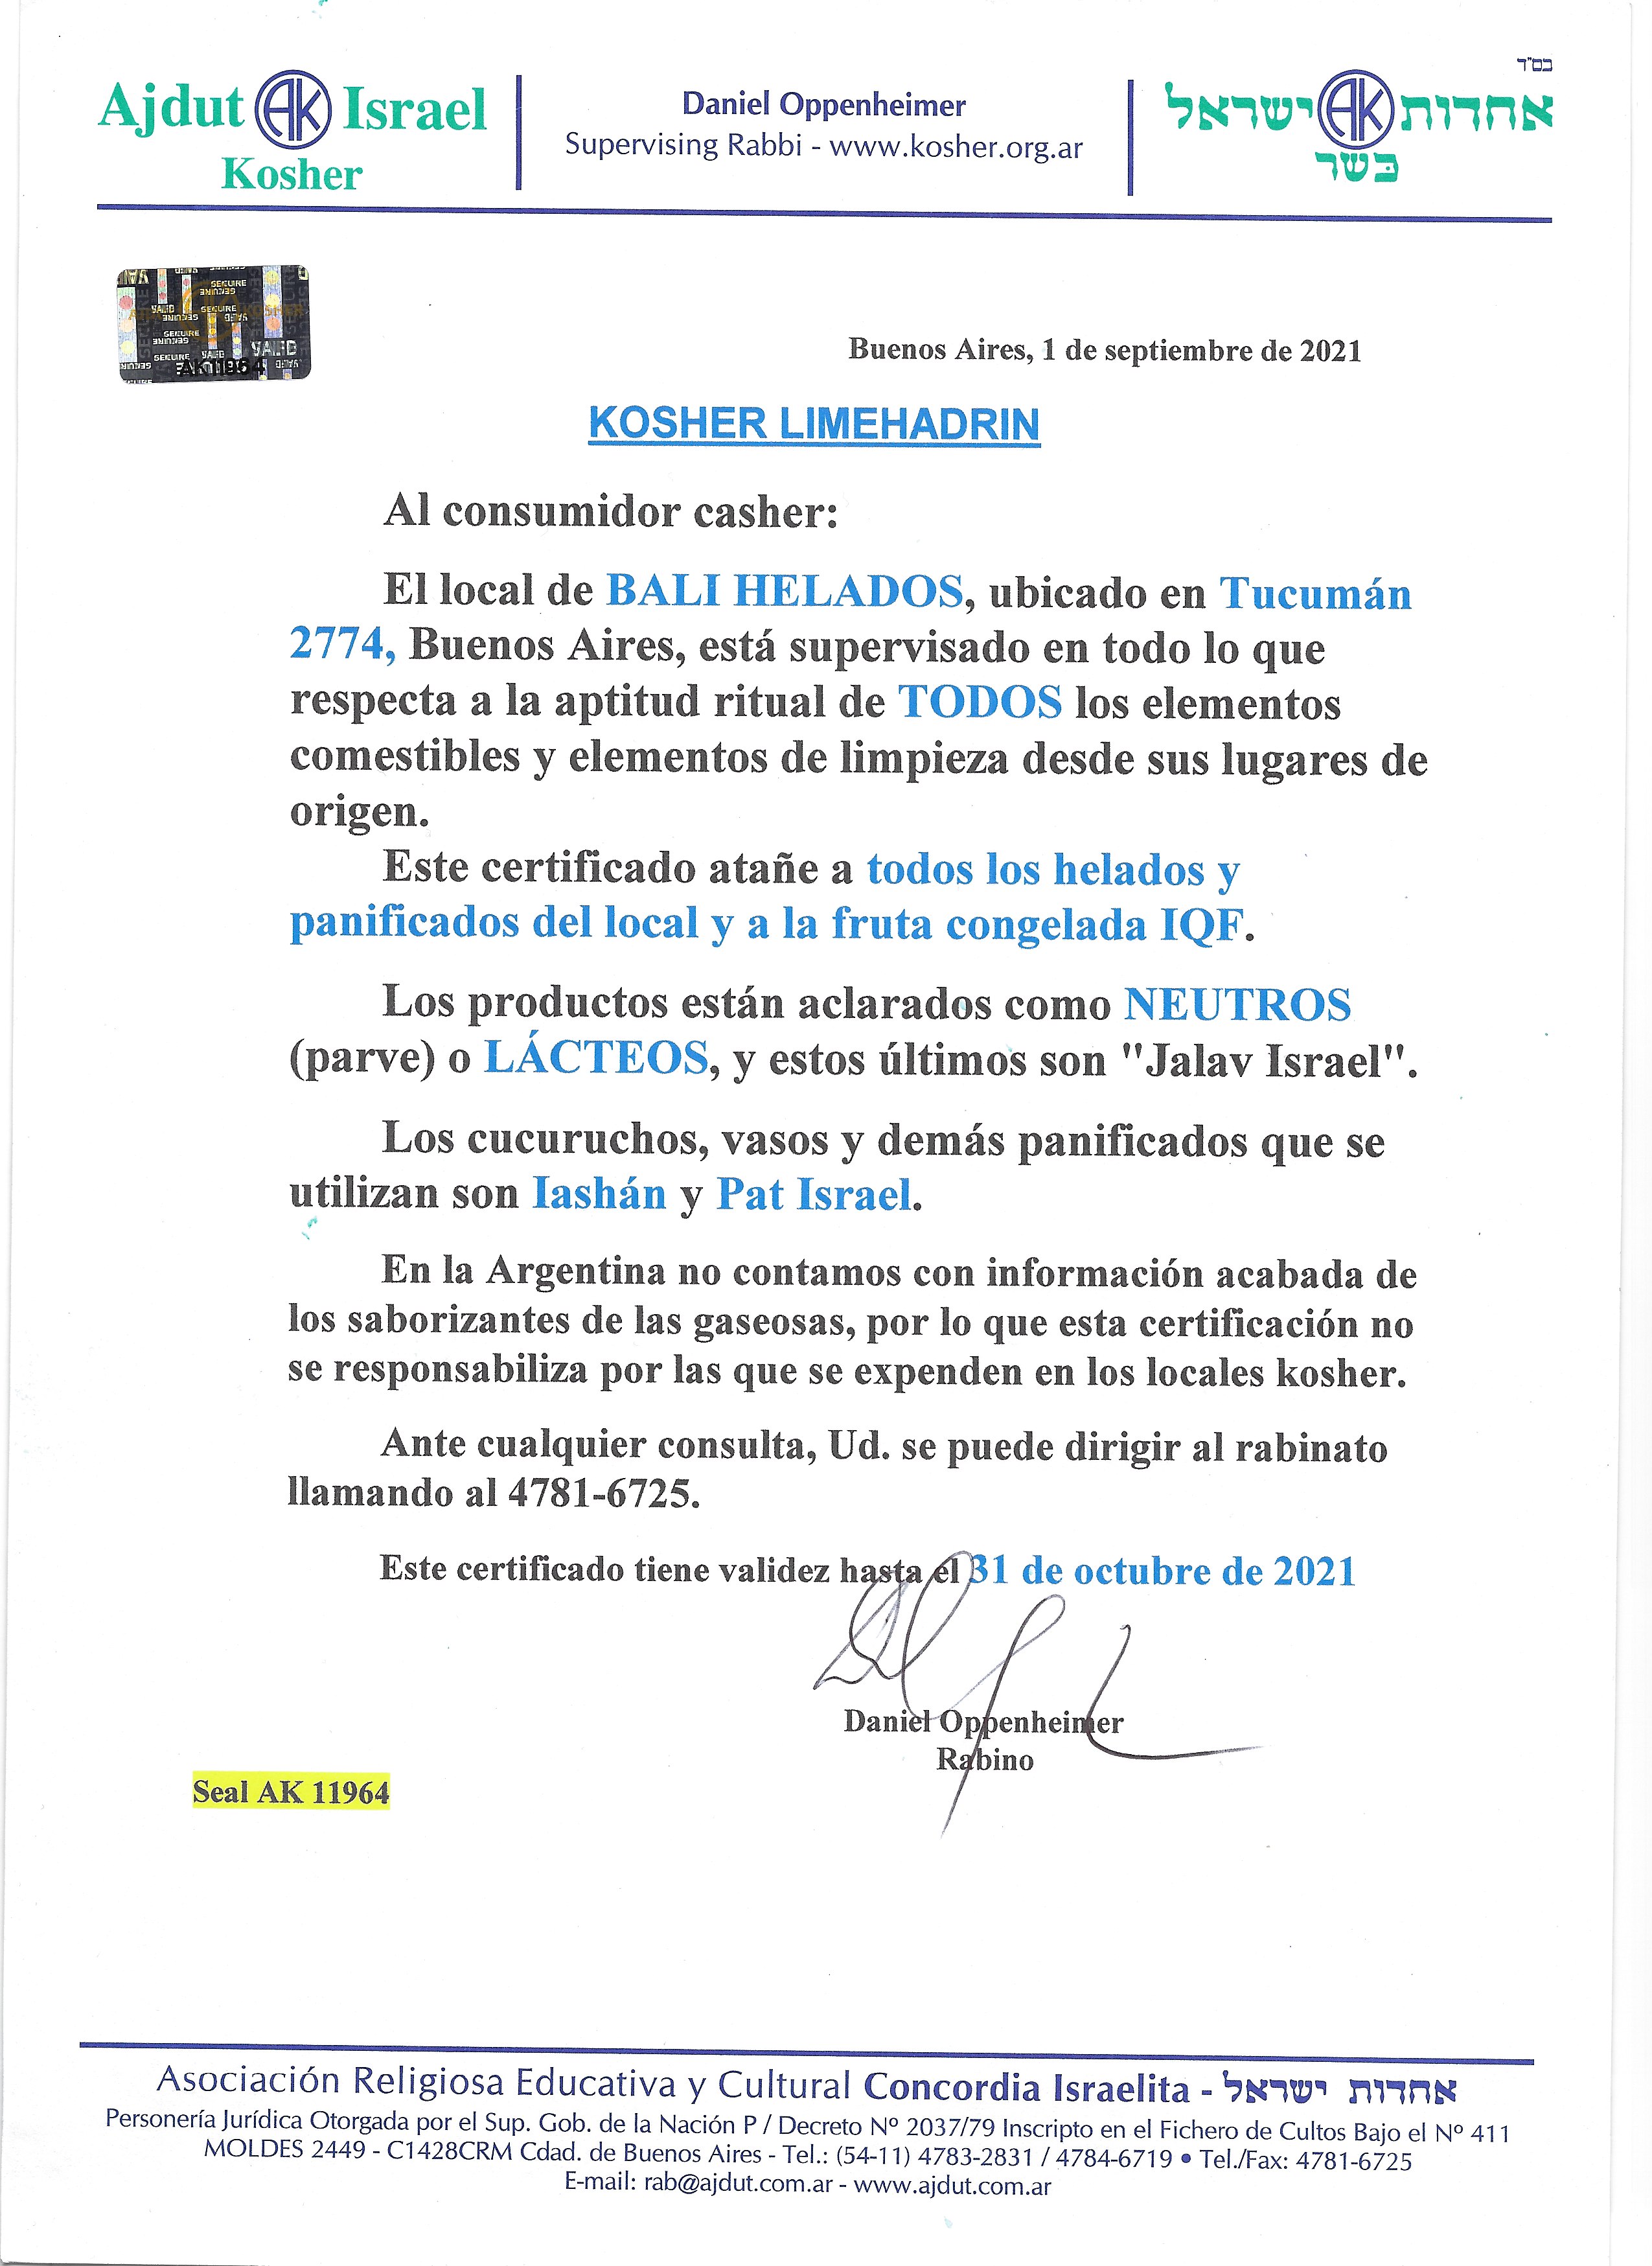 בס"ד
Ajdut AK Israel
Kosher
Daniel Oppenheimer
Supervising Rabbi - www.kosher.org.ar
אחדות AK ישראל
כשר
SECURE
VALID
AK11964
Buenos Aires, 1 de septiembre de 2021
KOSHER LIMEHADRIN
Al consumidor casher:
El local de BALI HELADOS, ubicado en Tucumán
2774, Buenos Aires, está supervisado en todo lo que
respecta a la aptitud ritual de TODOS los elementos
comestibles y elementos de limpieza desde sus lugares de
origen.
Este certificado atañe a todos los helados y
panificados del local y a la fruta congelada IQF.
Los productos están aclarados como NEUTROS
(parve) o LÁCTEOS, y estos últimos son "Jalav Israel".
Los cucuruchos, vasos y demás panificados que se
utilizan son Iashán y Pat Israel.
En la Argentina no contamos con información acabada de
los saborizantes de las gaseosas, por lo que esta certificación no
se responsabiliza por las que se expenden en los locales kosher.
Ante cualquier consulta, Ud. se puede dirigir al rabinato
llamando al 4781-6725.
Este certificado tiene validez hasta el 31 de octubre de 2021
Daniel Oppenheimer
Rabino
Seal AK 11964
Asociación Religiosa Educativa y Cultural Concordia Israelita - אחדות ישראל
Personería Jurídica Otorgada por el Sup. Gob. de la Nación P / Decreto Nº 2037/79 Inscripto en el Fichero de Cultos Bajo el Nº 411
MOLDES 2449 - C1428CRM Cdad. de Buenos Aires - Tel.: (54-11) 4783-2831 / 4784-6719 • Tel./Fax: 4781-6725
E-mail: rab@ajdut.com.ar - www.ajdut.com.ar